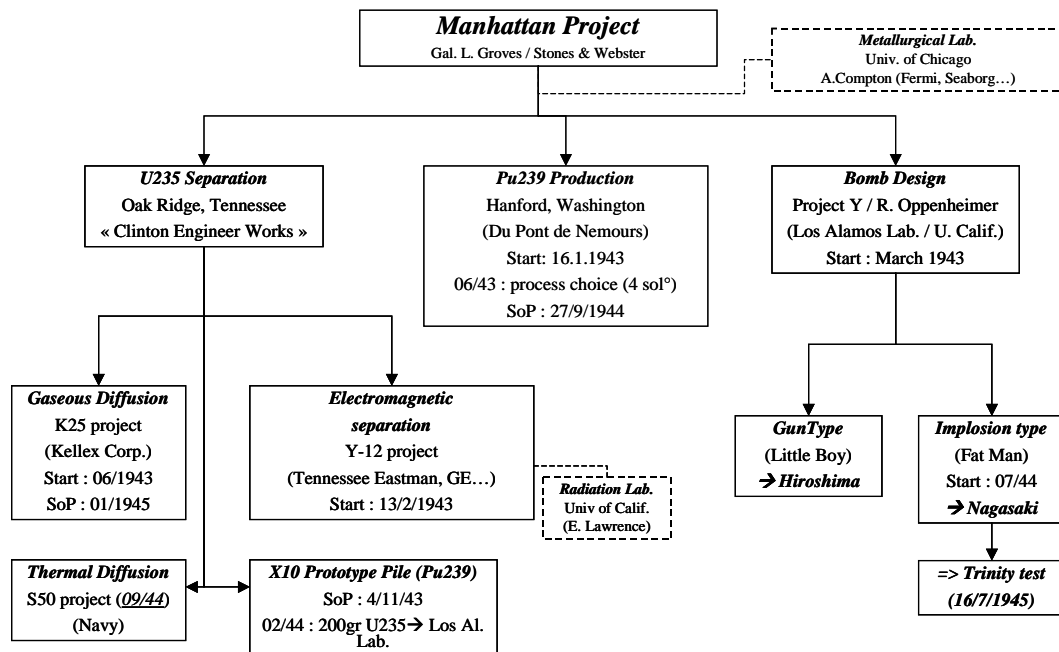 Manhattan Project
Gal. L. Groves / Stones & Webster
Metallurgical Lab.
Univ. of Chicago
A.Compton (Fermi, Seaborg…)
U235 Separation
Oak Ridge, Tennessee
« Clinton Engineer Works »
Pu239 Production
Hanford, Washington
(Du Pont de Nemours)
Start: 16.1.1943
06/43 : process choice (4 sol°)
SoP : 27/9/1944
Bomb Design
Project Y / R. Oppenheimer
(Los Alamos Lab. / U. Calif.)
Start : March 1943
Gaseous Diffusion
K25 project
(Kellex Corp.)
Start : 06/1943
SoP : 01/1945
Electromagnetic
separation
Y-12 project
(Tennessee Eastman, GE…)
Start : 13/2/1943
Radiation Lab.
Univ of Calif.
(E. Lawrence)
GunType
(Little Boy)
→ Hiroshima
Implosion type
(Fat Man)
Start : 07/44
→ Nagasaki
Thermal Diffusion
S50 project (09/44)
(Navy)
X10 Prototype Pile (Pu239)
SoP : 4/11/43
02/44 : 200gr U235→ Los Al.
Lab.
=> Trinity test
(16/7/1945)